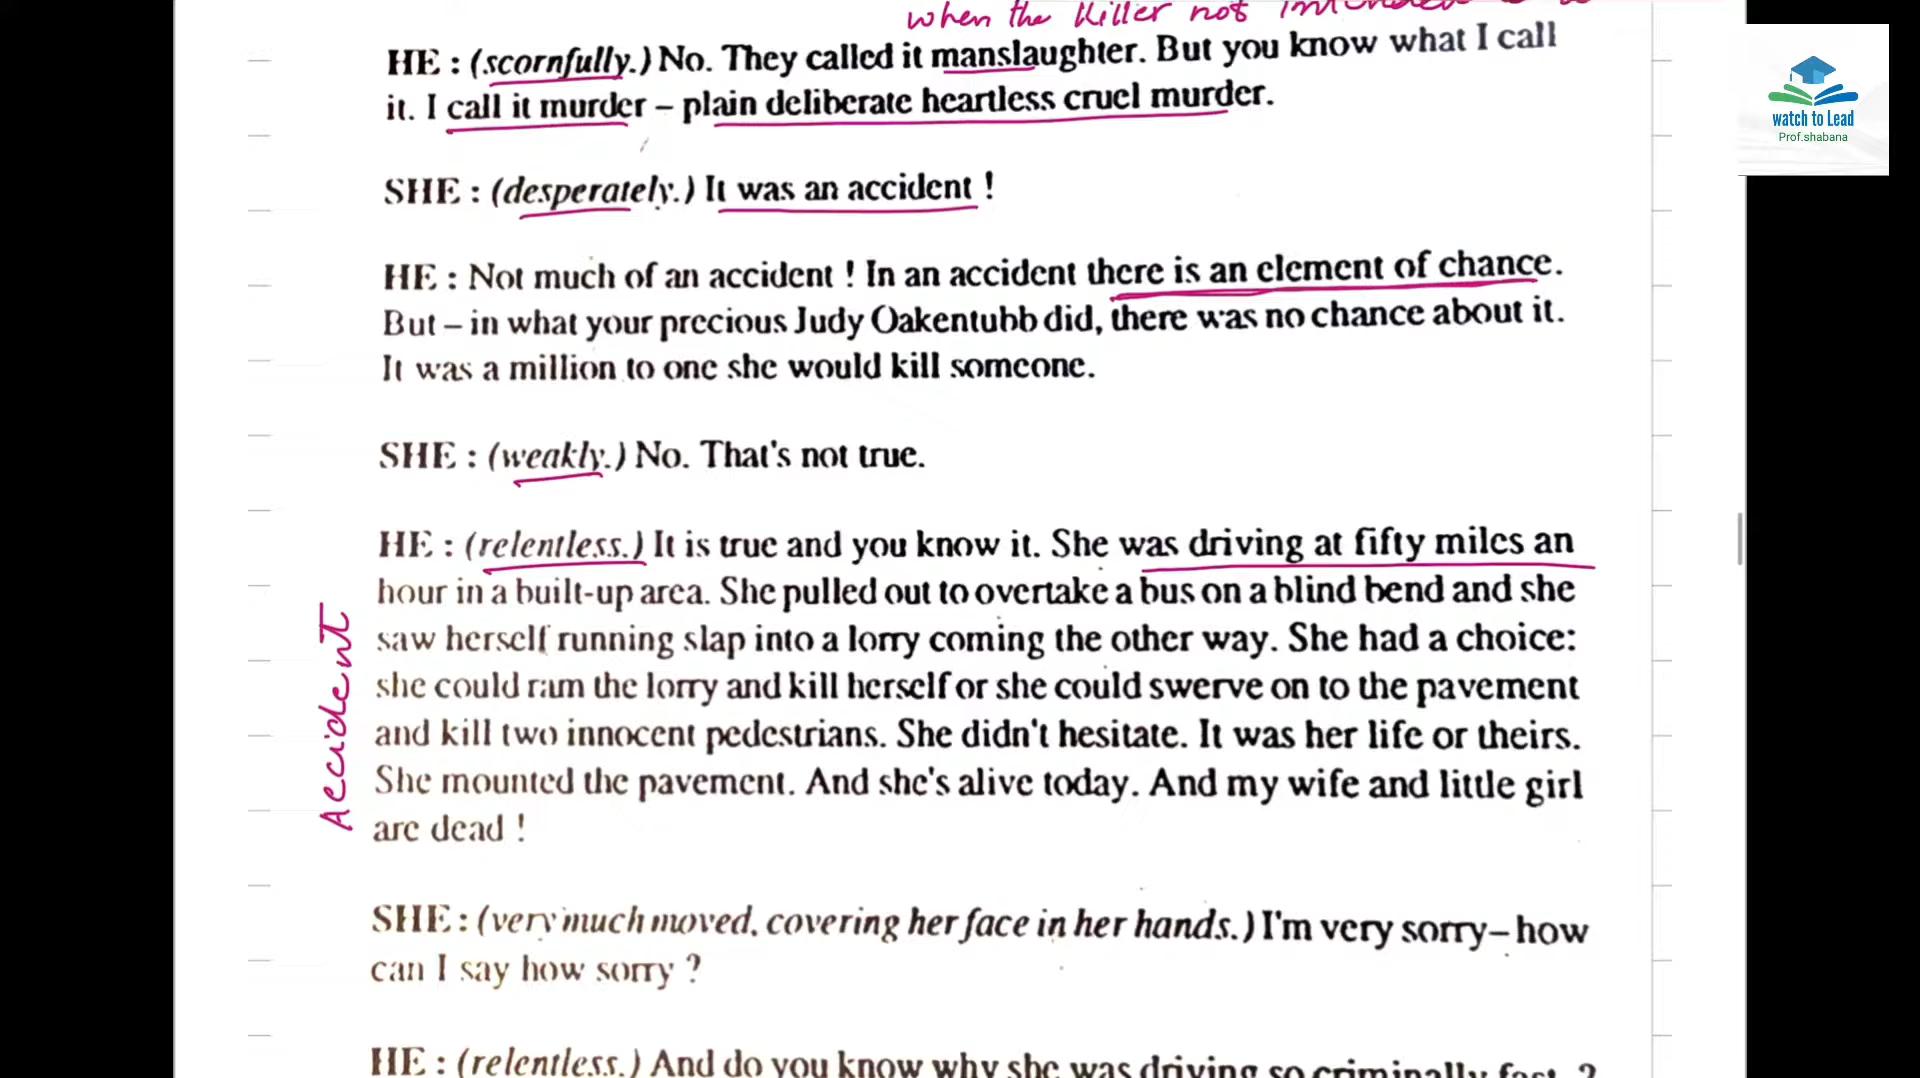 when the Killer not
HE : (scornfully.) No. They called it manslaughter. But you know what I call
it. I call it murder – plain deliberate heartless cruel murder.
SHE : (desperately.) It was an accident !
HE : Not much of an accident ! In an accident there is an element of chance.
But – in what your precious Judy Oakentubb did, there was no chance about it.
It was a million to one she would kill someone.
SHE : (weakly.) No. That's not true.
HE : (relentless.) It is true and you know it. She was driving at fifty miles an
hour in a built-up area. She pulled out to overtake a bus on a blind bend and she
saw herself running slap into a lorry coming the other way. She had a choice:
she could ram the lorry and kill herself or she could swerve on to the pavement
and kill two innocent pedestrians. She didn't hesitate. It was her life or theirs.
She mounted the pavement. And she's alive today. And my wife and little girl
are dead !
Accident
SHE : (very much moved, covering her face in her hands.) I'm very sorry – how
can I say how sorry ?
HE : (relentless.) And do you know why she was driving so criminally fast ?
watch to Lead
Prof.shabana